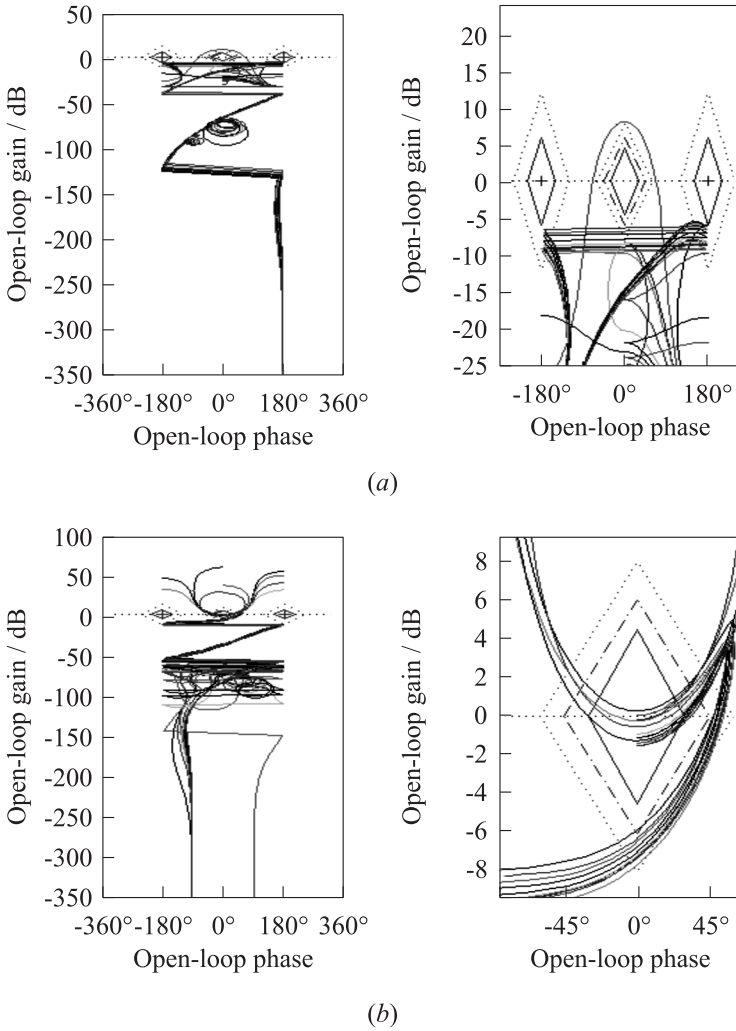 50
0
-50
-100
-150
-200
-250
-300
-350
-360° -180° 0° 180° 360°
Open-loop phase
Open-loop gain / dB
20
15
10
5
0
-5
-10
-15
-20
-25
-180° 0° 180°
Open-loop phase
Open-loop gain / dB
(a)
100
50
0
-50
-100
-150
-200
-250
-300
-350
-360° -180° 0° 180° 360°
Open-loop phase
Open-loop gain / dB
8
6
4
2
0
-2
-4
-6
-8
-45° 0° 45°
Open-loop phase
Open-loop gain / dB
(b)